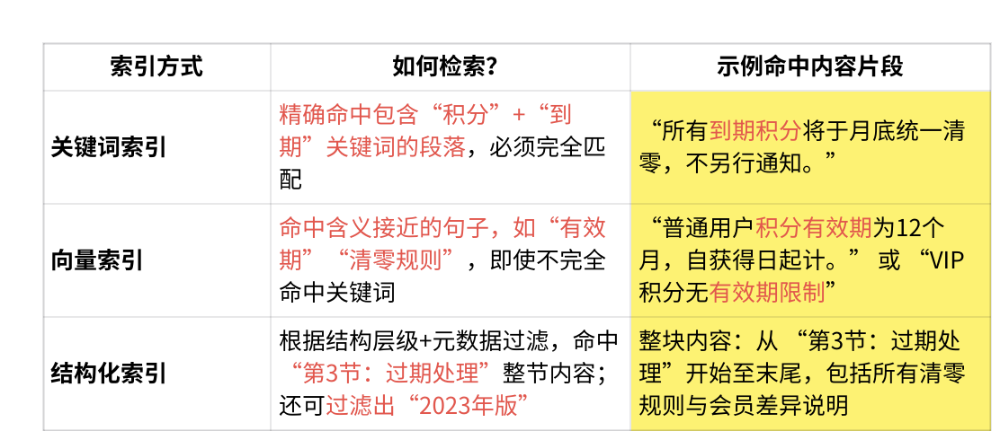 索引方式
如何检索？
示例命中内容片段
关键词索引
精确命中包含“积分”+“到
期”关键词的段落，必须完全匹
配
“所有到期积分将于月底统一清
零，不另行通知。”
向量索引
命中含义接近的句子，如“有效
期”“清零规则”，即使不完全
命中关键词
“普通用户积分有效期为12个
月，自获得日起计。” 或 “VIP
积分无有效期限制”
结构化索引
根据结构层级+元数据过滤，命中
“第3节：过期处理”整节内容；
还可过滤出“2023年版”
整块内容：从 “第3节：过期处
理”开始至末尾，包括所有清零
规则与会员差异说明